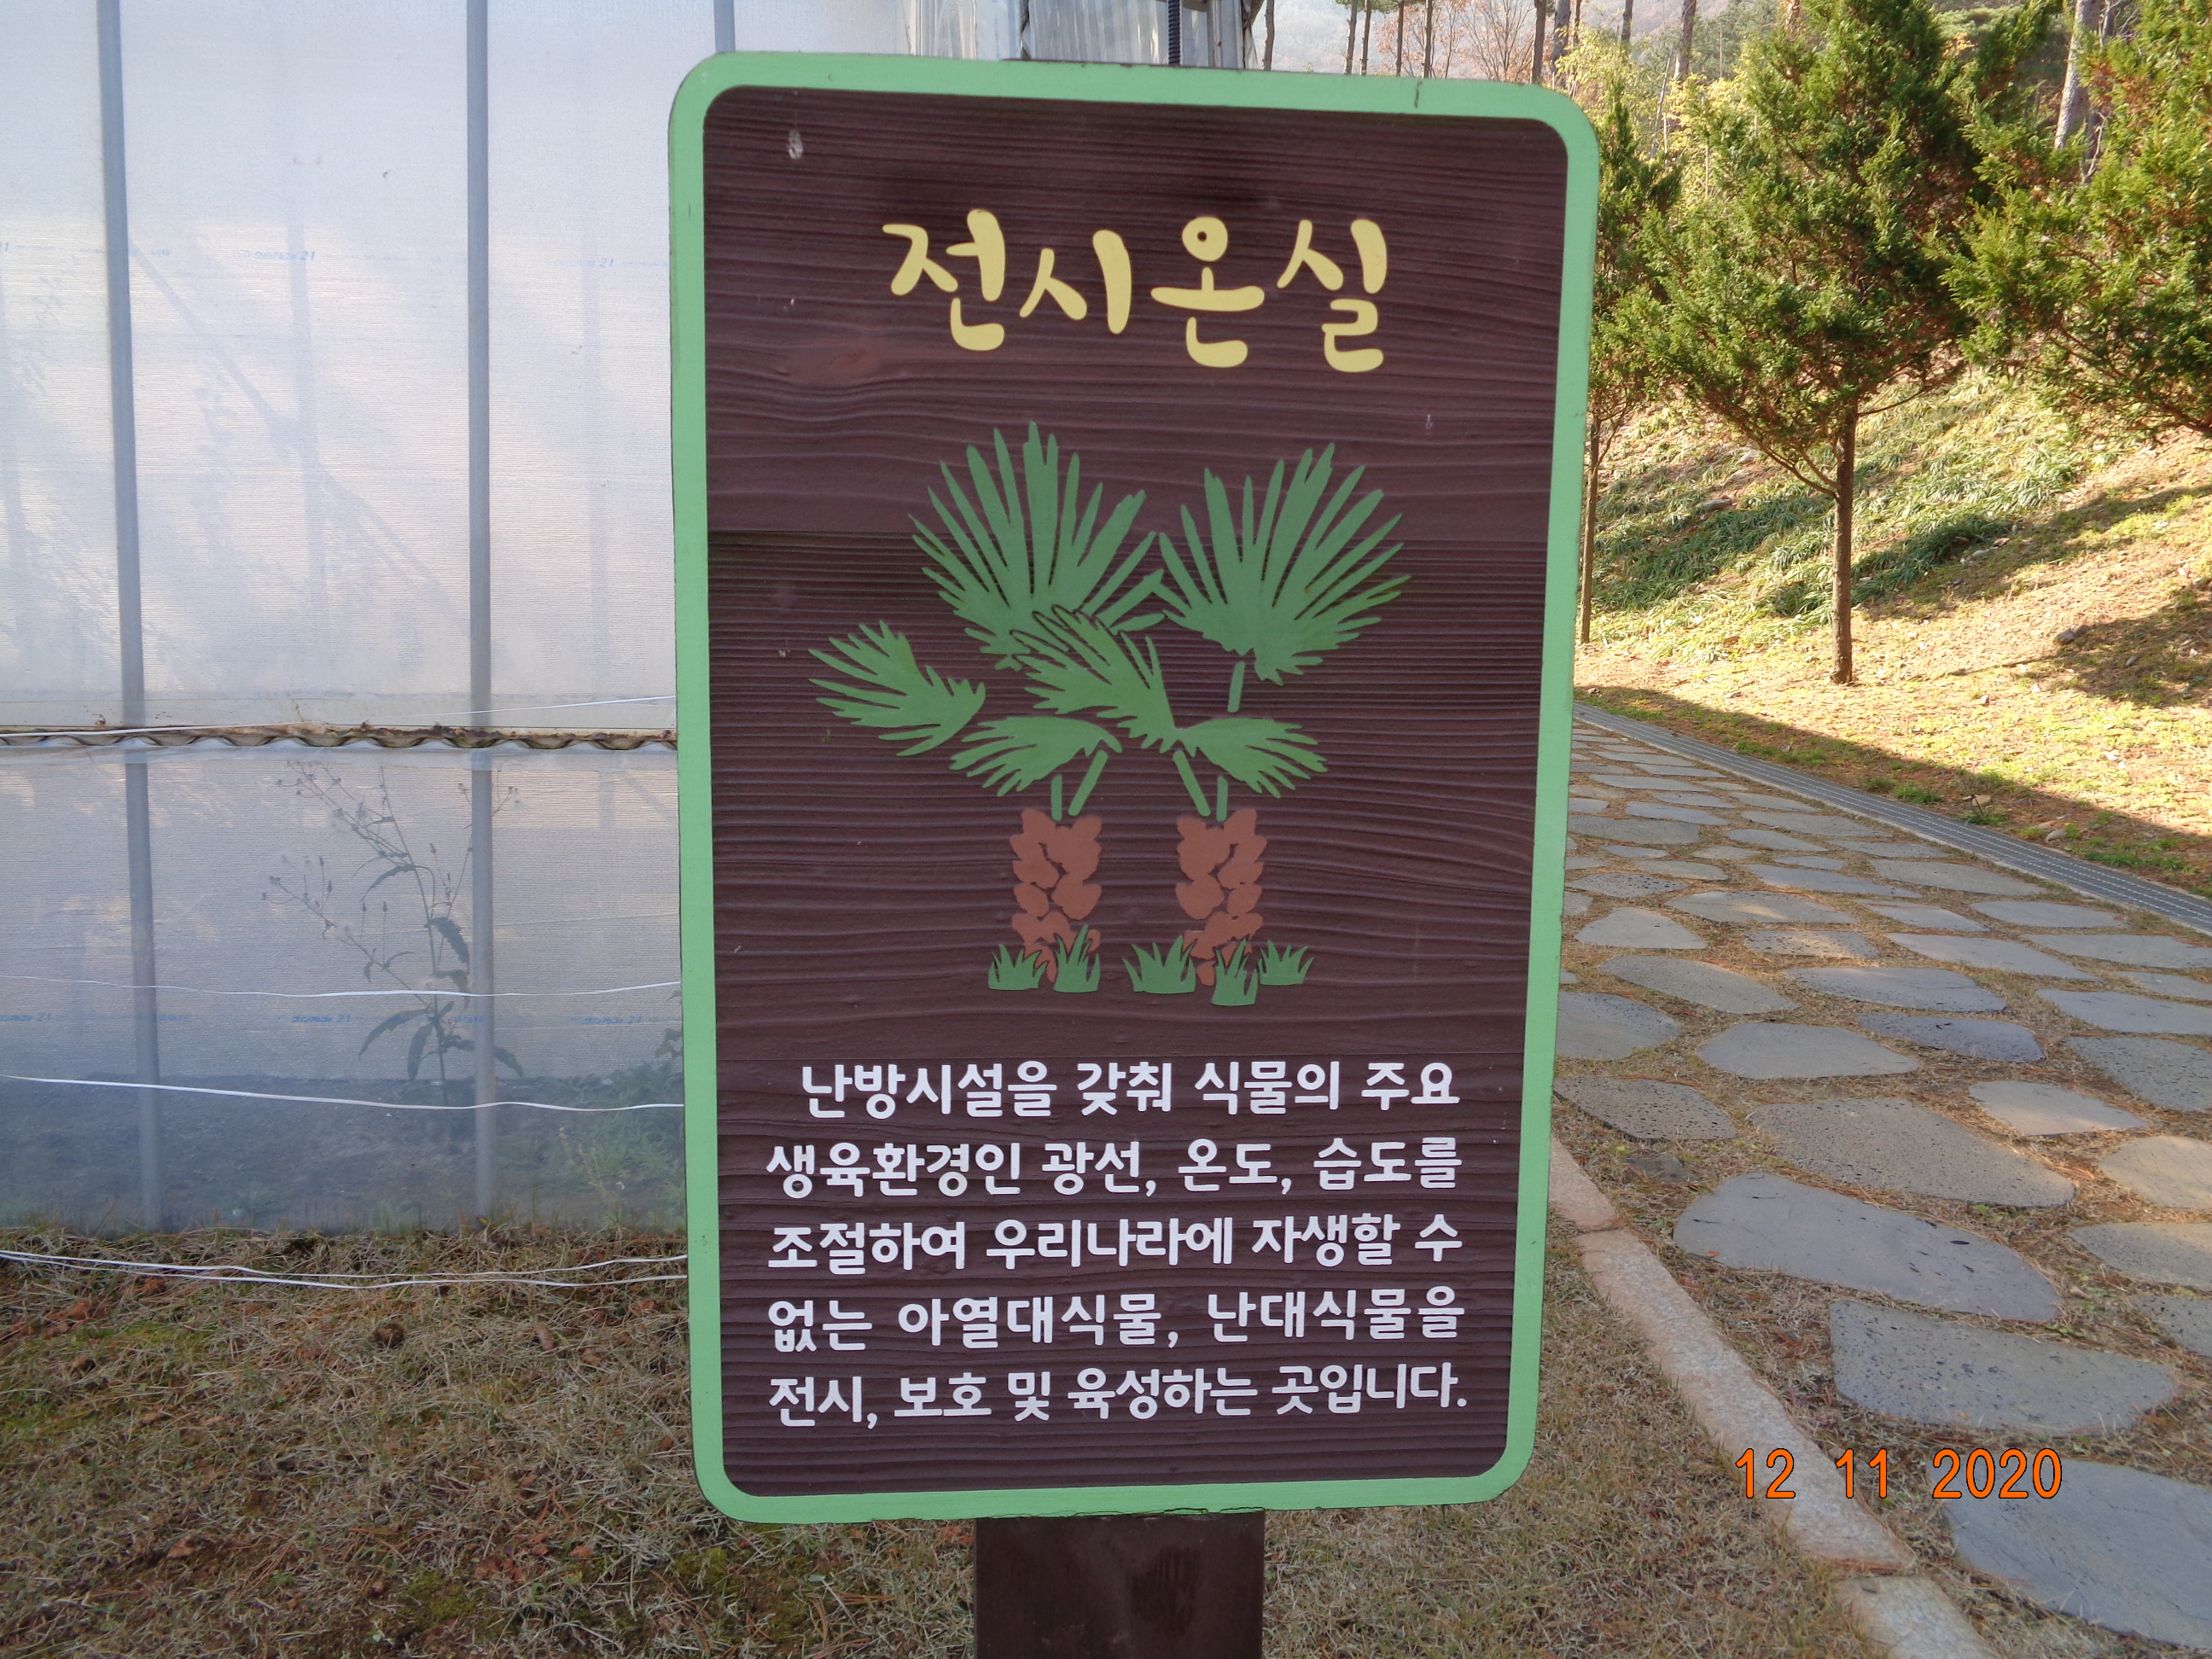 전시온실
난방시설을 갖춰 식물의 주요
생육환경인 광선, 온도, 습도를
조절하여 우리나라에 자생할 수
없는 아열대식물, 난대식물을
전시, 보호 및 육성하는 곳입니다.
12 11 2020